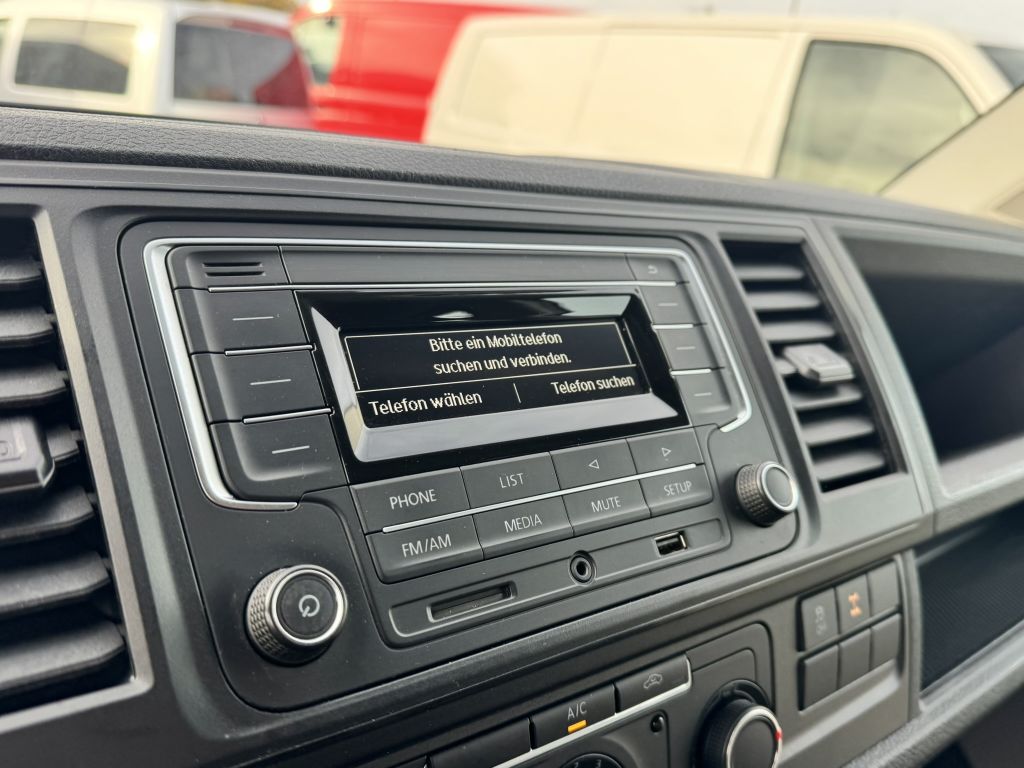 Bitte ein Mobiltelefon
suchen und verbinden.
Telefon wählen | Telefon suchen
PHONE LIST
FM/AM MEDIA MUTE SETUP
A/C